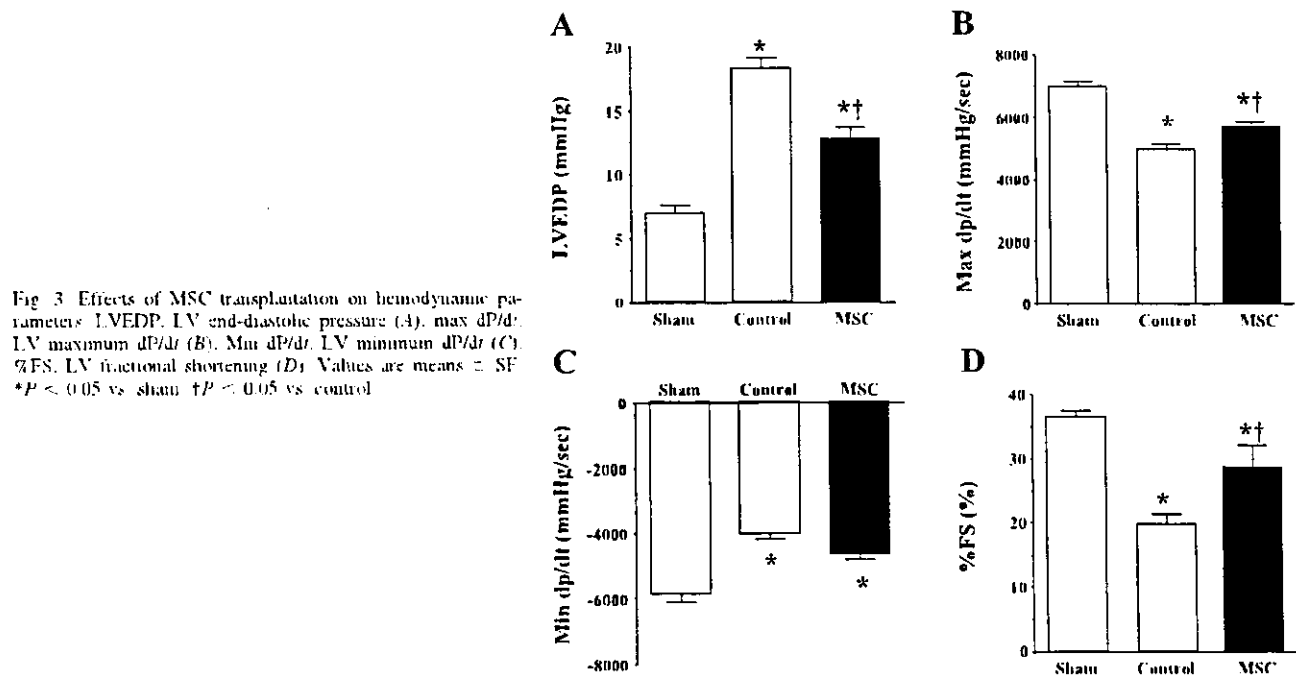 Fig 3 Effects of MSC transplantation on hemodynamic pa-
rameters LVEDP, LV end-diastolic pressure (A), max dP/dt,
LV maximum dP/dt (B), Min dP/dt, LV minimum dP/dt (C),
%FS, LV fractional shortening (D) Values are means ± SE
*P < 0.05 vs sham †P < 0.05 vs control
A
LVEDP (mmHg)
20
15
10
5
0
*
*†
Sham Control MSC
B
Max dp/dt (mmHg/sec)
8000
6000
4000
2000
0
*
*†
Sham Control MSC
C
Sham Control MSC
Min dp/dt (mmHg/sec)
0
-2000
-4000
-6000
-8000
*
*
D
%FS (%)
40
30
20
10
0
*
*†
Sham Control MSC